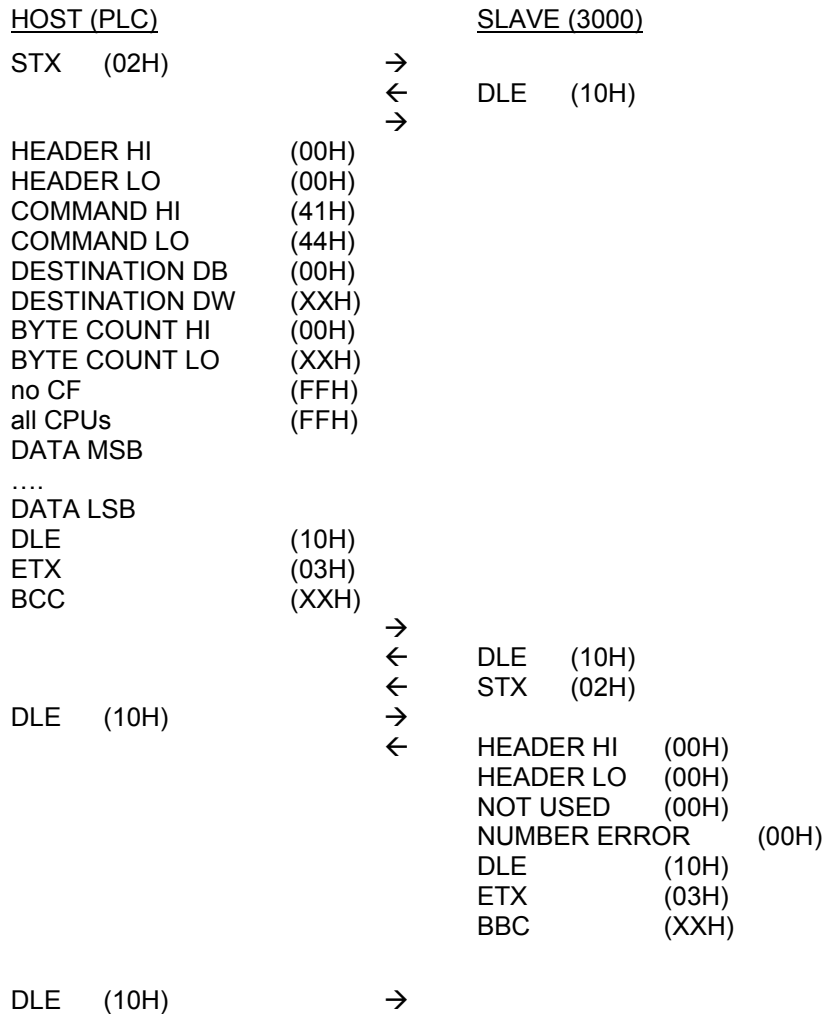 HOST (PLC) SLAVE (3000)
STX (02H) →
← DLE (10H)
→
HEADER HI (00H)
HEADER LO (00H)
COMMAND HI (41H)
COMMAND LO (44H)
DESTINATION DB (00H)
DESTINATION DW (XXH)
BYTE COUNT HI (00H)
BYTE COUNT LO (XXH)
no CF (FFH)
all CPUs (FFH)
DATA MSB
….
DATA LSB
DLE (10H)
ETX (03H)
BCC (XXH)
→
← DLE (10H)
← STX (02H)
DLE (10H) →
← HEADER HI (00H)
HEADER LO (00H)
NOT USED (00H)
NUMBER ERROR (00H)
DLE (10H)
ETX (03H)
BBC (XXH)
DLE (10H) →